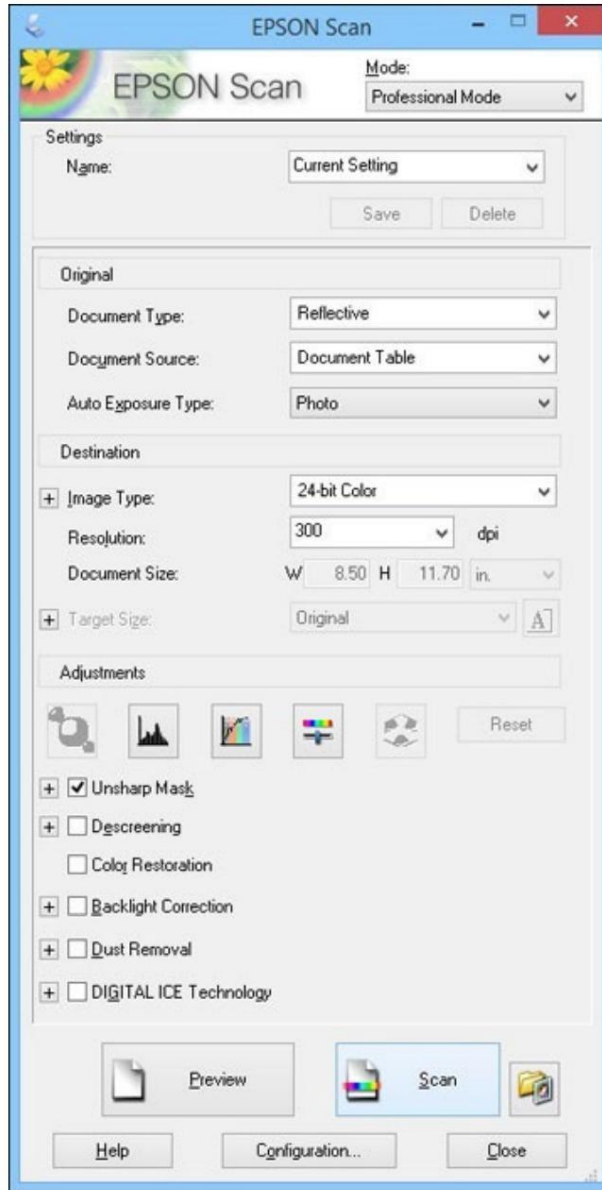 EPSON Scan
EPSON Scan
Mode:
Professional Mode
Settings
Name: Current Setting
Save Delete
Original
Document Type: Reflective
Document Source: Document Table
Auto Exposure Type: Photo
Destination
+ Image Type: 24-bit Color
Resolution: 300 dpi
Document Size: W 8.50 H 11.70 in.
+ Target Size: Original A
Adjustments
Reset
+ Unsharp Mask
+ Descreening
Color Restoration
+ Backlight Correction
+ Dust Removal
+ DIGITAL ICE Technology
Preview Scan
Help Configuration... Close